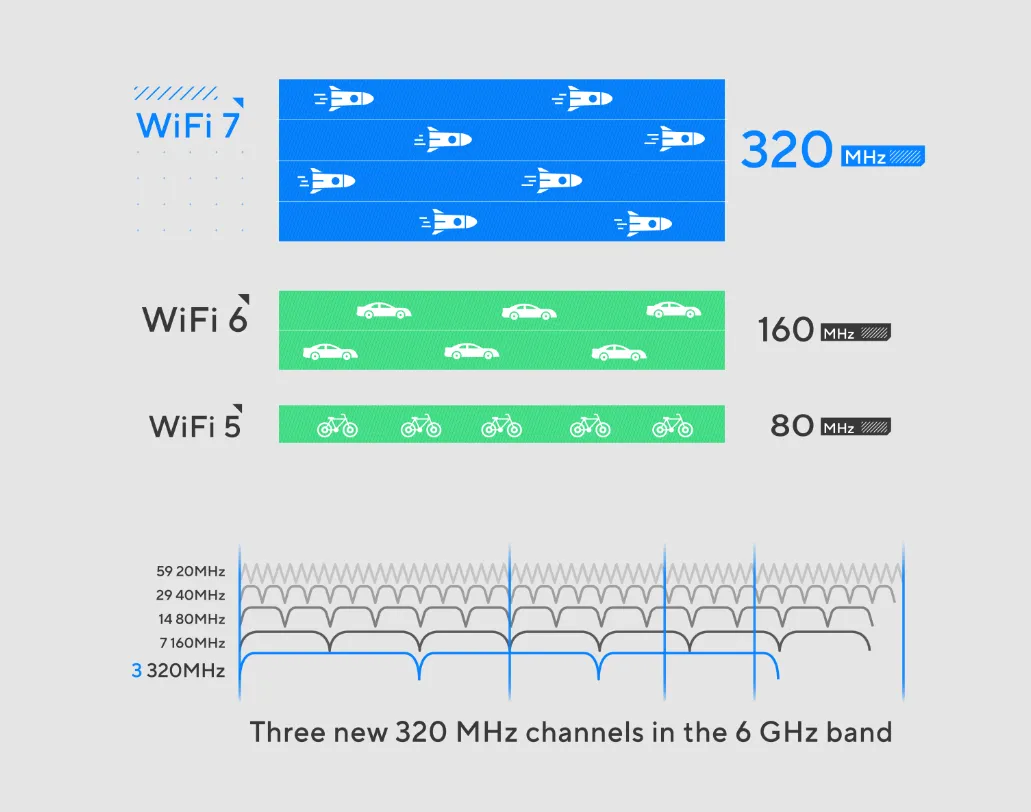 WiFi 7
320 MHz
WiFi 6
160 MHz
WiFi 5
80 MHz
59 20MHz
29 40MHz
14 80MHz
7 160MHz
3 320MHz
Three new 320 MHz channels in the 6 GHz band